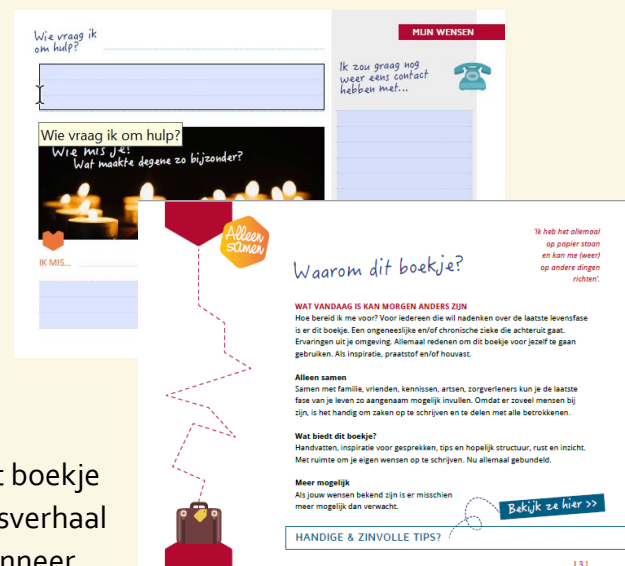 Wie vraag ik
om hulp?
MIJN WENSEN
Ik zou graag nog
weer eens contact
hebben met...
Wie vraag ik om hulp?
Wat maakte degene zo bijzonder?
IK MIS...
Alleen
samen
Waarom dit boekje?
'Ik heb het allemaal
op papier staan
en kan me (weer)
op andere dingen
richten'.
WAT VANDAAG IS KAN MORGEN ANDERS ZIJN
Hoe bereid ik me voor? Voor iedereen die wil nadenken over de laatste levensfase
is er dit boekje. Een ongeneeslijke en/of chronische zieke die achteruit gaat.
Ervaringen uit je omgeving. Allemaal redenen om dit boekje voor jezelf te gaan
gebruiken. Als inspiratie, praatstof en/of houvast.
Alleen samen
Samen met familie, vrienden, kennissen, artsen, zorgverleners kun je de laatste
fase van je leven zo aangenaam mogelijk invullen. Omdat er zoveel mensen bij
zijn, is het handig om zaken op te schrijven en te delen met alle betrokkenen.
Wat biedt dit boekje?
Handvatten, inspiratie voor gesprekken, tips en hopelijk structuur, rust en inzicht.
Met ruimte om je eigen wensen op te schrijven. Nu allemaal gebundeld.
Meer mogelijk
Als jouw wensen bekend zijn is er misschien
meer mogelijk dan verwacht.
Bekijk ze hier >>
HANDIGE & ZINVOLLE TIPS?
[ 3 ]
t boekje
sverhaal
nneer